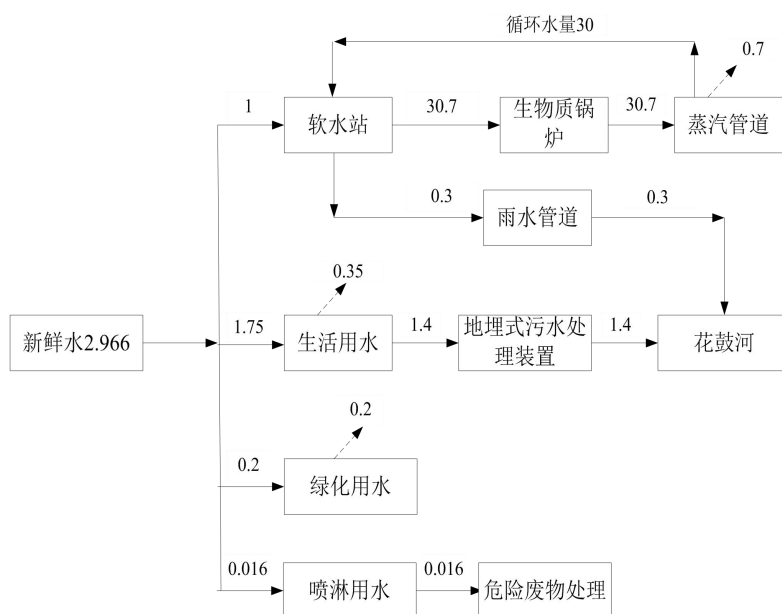 循环水量30
0.7
1
软水站
30.7
生物质锅
炉
30.7
蒸汽管道
0.3
雨水管道
0.3
0.35
新鲜水2.966
1.75
生活用水
1.4
地埋式污水处
理装置
1.4
花鼓河
0.2
0.2
绿化用水
0.016
喷淋用水
0.016
危险废物处理